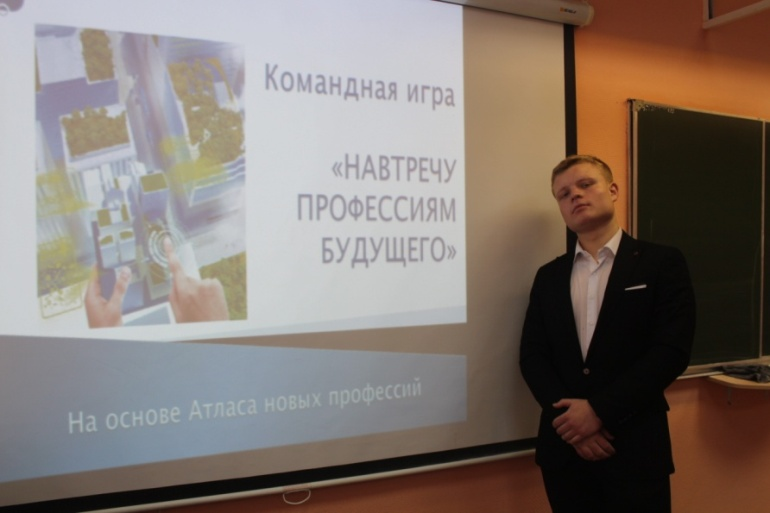 Командная игра
«НАВТРЕЧУ
ПРОФЕССИЯМ
БУДУЩЕГО»
На основе Атласа новых профессий